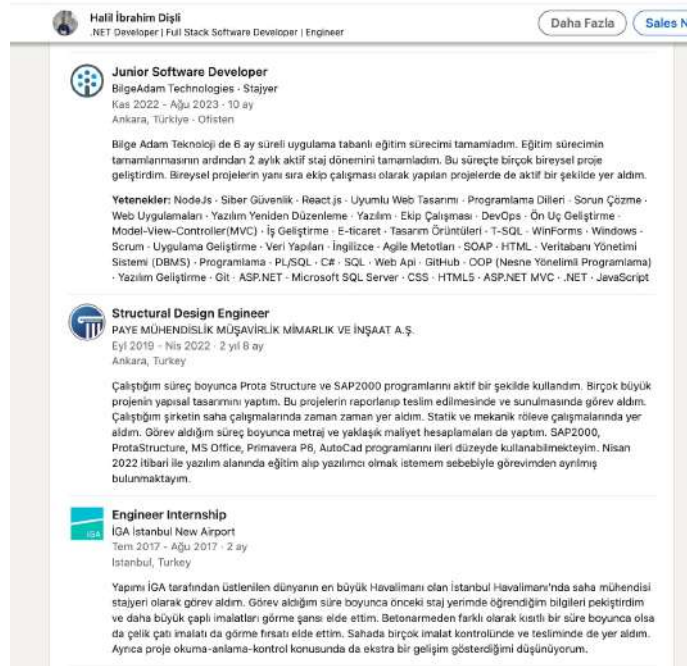 Halil İbrahim Dişli
.NET Developer | Full Stack Software Developer | Engineer
Daha Fazla
Sales N
Junior Software Developer
BilgeAdam Technologies · Stajyer
Kas 2022 - Ağu 2023 · 10 ay
Ankara, Türkiye · Ofisten
Bilge Adam Teknoloji de 6 ay süreli uygulama tabanlı eğitim sürecimi tamamladım. Eğitim sürecimin
tamamlanmasının ardından 2 aylık aktif staj dönemini tamamladım. Bu süreçte birçok bireysel proje
geliştirdim. Bireysel projelerin yanı sıra ekip çalışması olarak yapılan projelerde de aktif bir şekilde yer aldım.
Yetenekler: NodeJs · Siber Güvenlik · React.js · Uyumlu Web Tasarımı · Programlama Dilleri · Sorun Çözme ·
Web Uygulamaları · Yazılım Yeniden Düzenleme · Yazılım · Ekip Çalışması · DevOps · Ön Uç Geliştirme ·
Model-View-Controller(MVC) · İş Geliştirme · E-ticaret · Tasarım Örüntüleri · T-SQL · WinForms · Windows ·
Scrum · Uygulama Geliştirme · Veri Yapıları · İngilizce · Agile Metotları · SOAP · HTML · Veritabanı Yönetimi
Sistemi (DBMS) · Programlama · PL/SQL · C# · SQL · Web Api · GitHub · OOP (Nesne Yönelimli Programlama)
· Yazılım Geliştirme · Git · ASP.NET · Microsoft SQL Server · CSS · HTML5 · ASP.NET MVC · .NET · JavaScript
Structural Design Engineer
PAYE MÜHENDİSLİK MÜŞAVİRLİK MİMARLIK VE İNŞAAT A.Ş.
Eyl 2019 - Nis 2022 · 2 yıl 8 ay
Ankara, Turkey
Çalıştığım süreç boyunca Prota Structure ve SAP2000 programlarını aktif bir şekilde kullandım. Birçok büyük
projenin yapısal tasarımını yaptım. Bu projelerin raporlanıp teslim edilmesinde ve sunulmasında görev aldım.
Çalıştığım şirketin saha çalışmalarında zaman zaman yer aldım. Statik ve mekanik röleve çalışmalarında yer
aldım. Görev aldığım süreç boyunca metraj ve yaklaşık maliyet hesaplamaları da yaptım. SAP2000,
ProtaStructure, MS Office, Primavera P6, AutoCad programlarını ileri düzeyde kullanabilmekteyim. Nisan
2022 itibari ile yazılım alanında eğitim alıp yazılımcı olmak istemem sebebiyle görevimden ayrılmış
bulunmaktayım.
Engineer Internship
İGA
İGA İstanbul New Airport
Tem 2017 - Ağu 2017 · 2 ay
Istanbul, Turkey
Yapımı İGA tarafından üstlenilen dünyanın en büyük Havalimanı olan İstanbul Havalimanı'nda saha mühendisi
stajyeri olarak görev aldım. Görev aldığım süre boyunca önceki staj yerimde öğrendiğim bilgileri pekiştirdim
ve daha büyük çaplı imalatları görme şansı elde ettim. Betonarmeden farklı olarak kısıtlı bir süre boyunca olsa
da çelik çatı imalatı da görme fırsatı elde ettim. Sahada birçok imalat kontrolünde ve tesliminde de yer aldım.
Ayrıca proje okuma-anlama-kontrol konusunda da ekstra bir gelişim gösterdiğimi düşünüyorum.